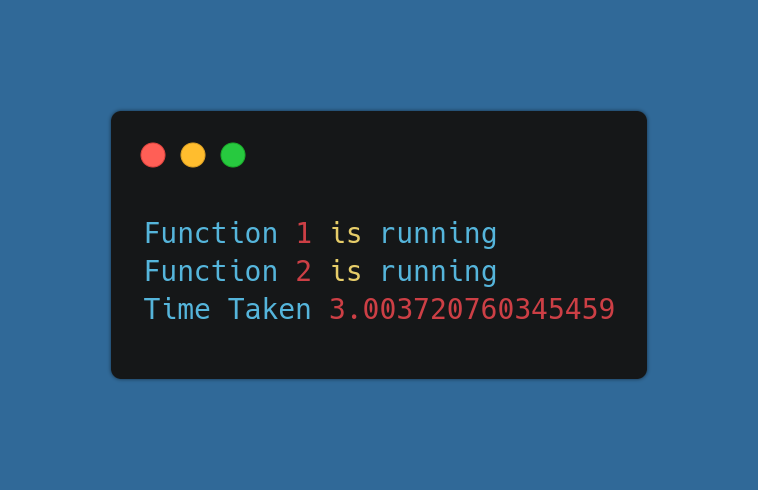 Function 1 is running
Function 2 is running
Time Taken 3.003720760345459